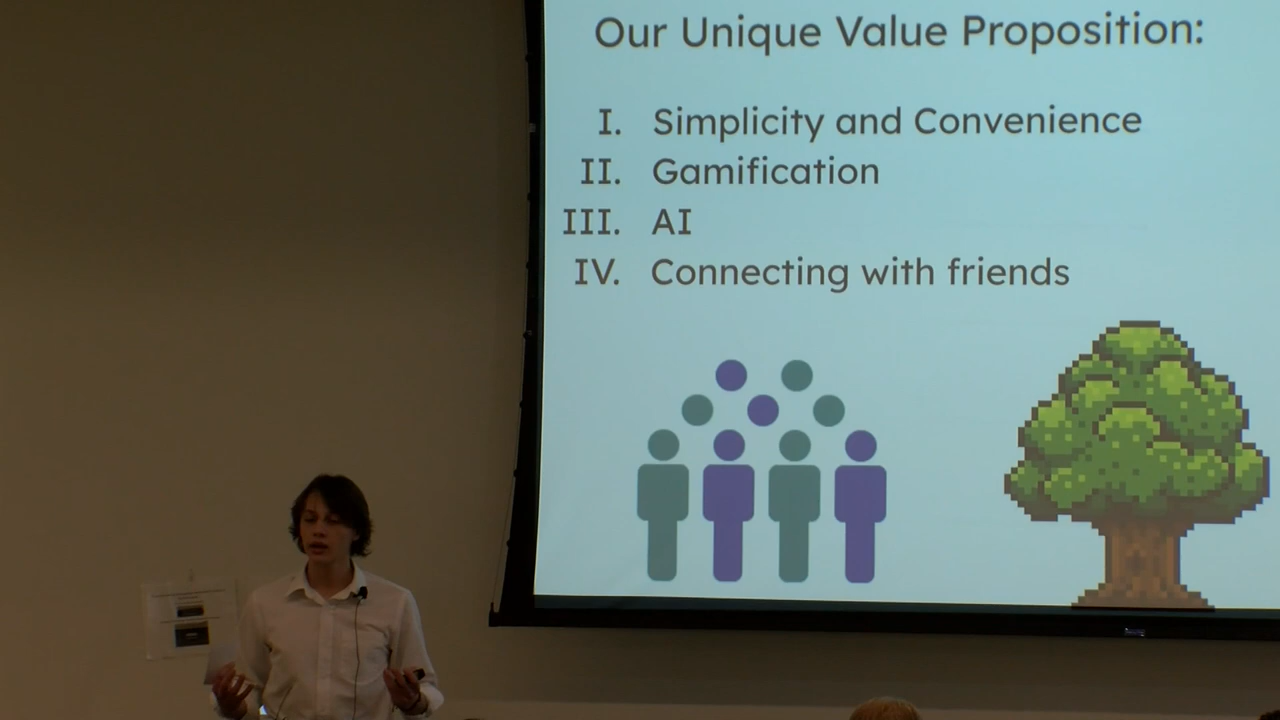 Our Unique Value Proposition:
I. Simplicity and Convenience
II. Gamification
III. AI
IV. Connecting with friends